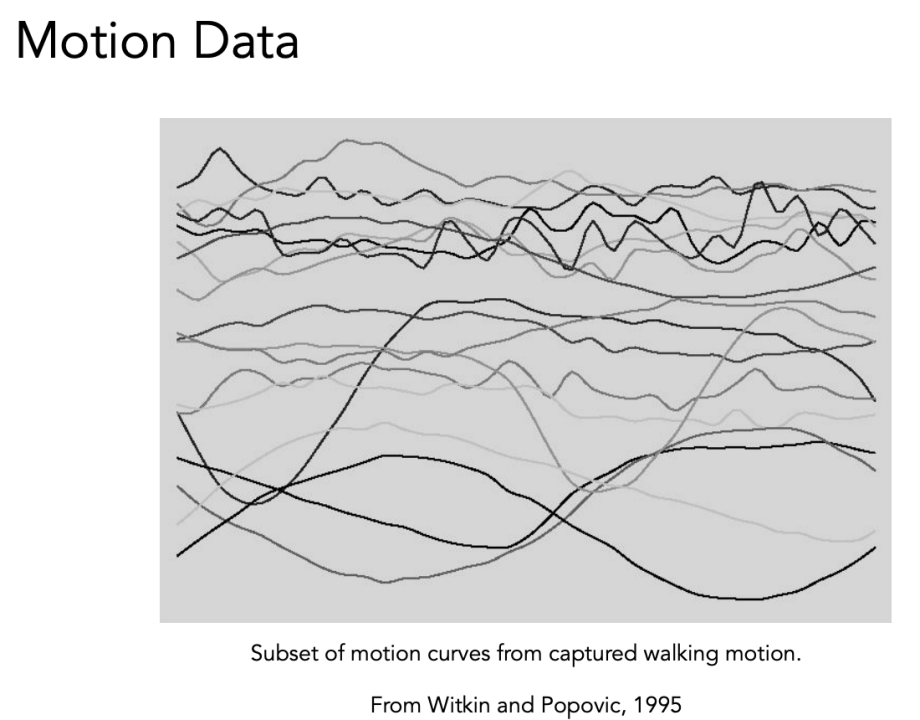 Motion Data
Subset of motion curves from captured walking motion.
From Witkin and Popovic, 1995